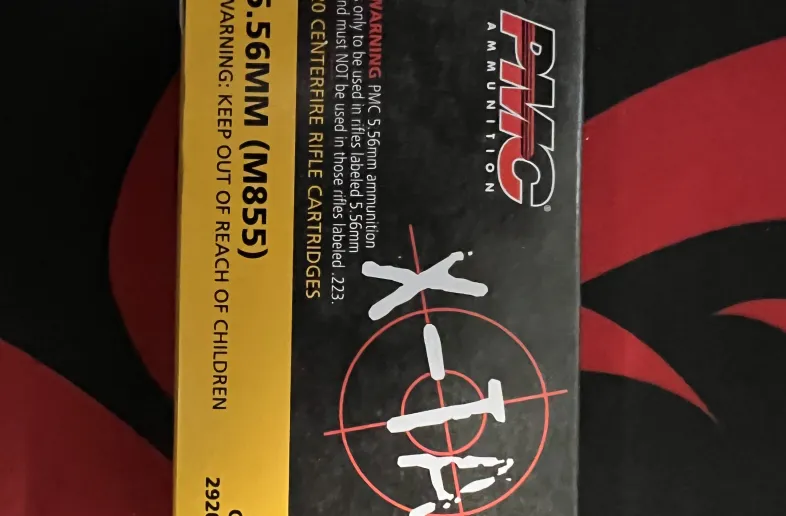 PMC®
AMMUNITION
X-TA
WARNING PMC 5.56mm ammunition
only to be used in rifles labeled 5.56mm
and must NOT be used in those rifles labeled .223.
20 CENTERFIRE RIFLE CARTRIDGES
5.56MM (M855)
WARNING: KEEP OUT OF REACH OF CHILDREN